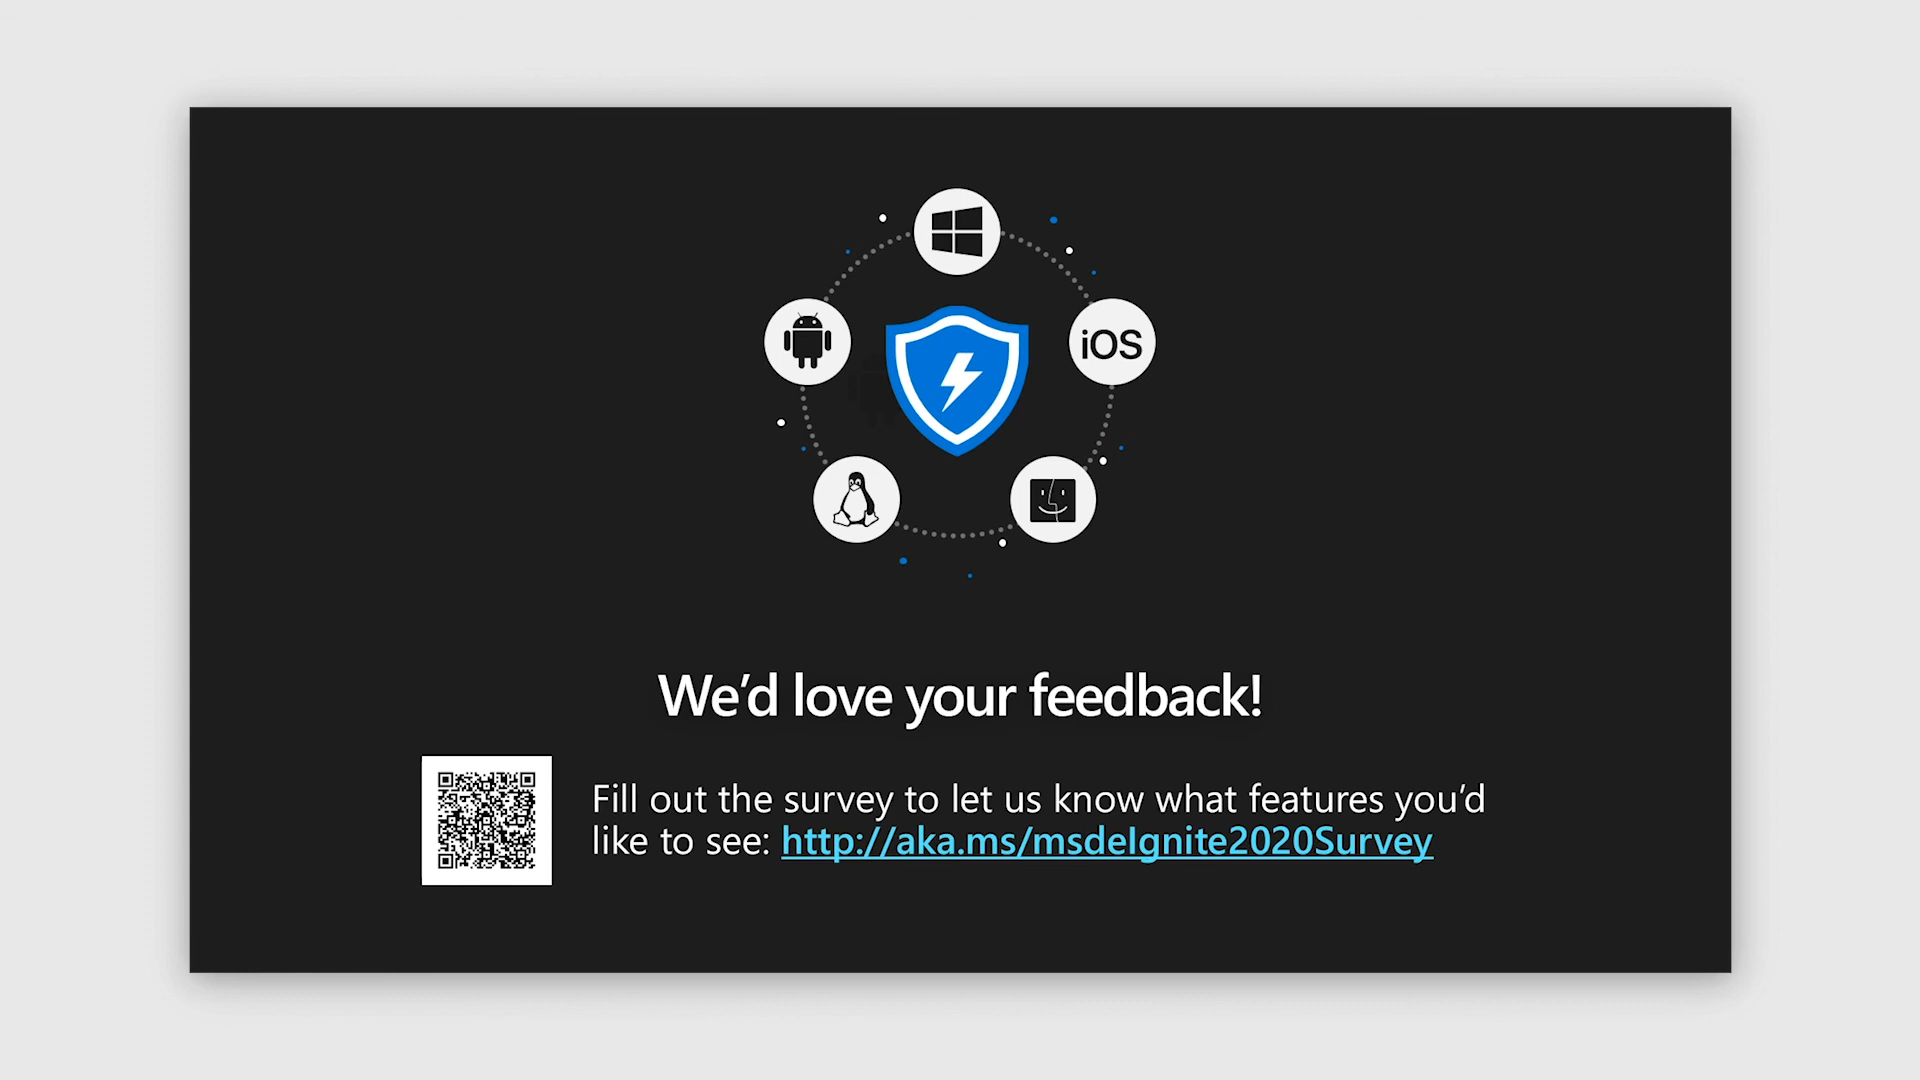 iOS
We’d love your feedback!
Fill out the survey to let us know what features you’d
like to see: http://aka.ms/msdeIgnite2020Survey